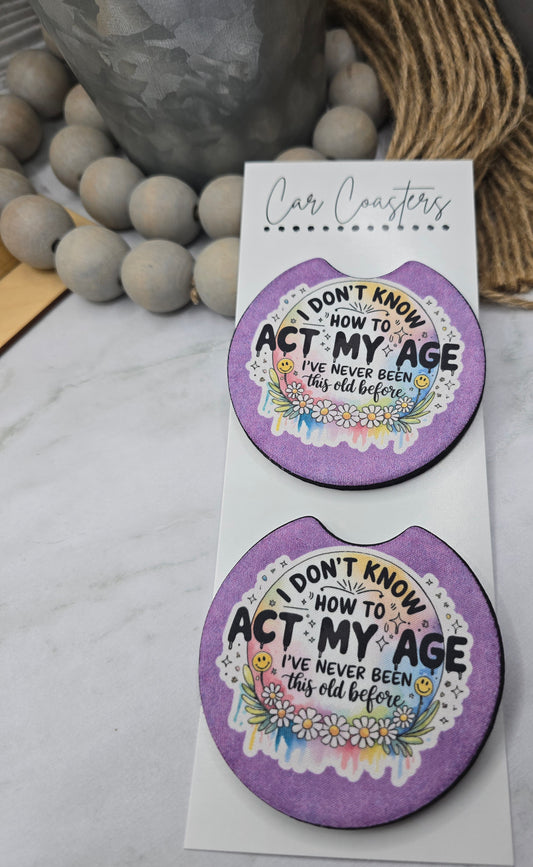 Car Coasters
I DON'T KNOW
HOW TO
ACT MY AGE
I'VE NEVER BEEN
this old before
I DON'T KNOW
HOW TO
ACT MY AGE
I'VE NEVER BEEN
this old before